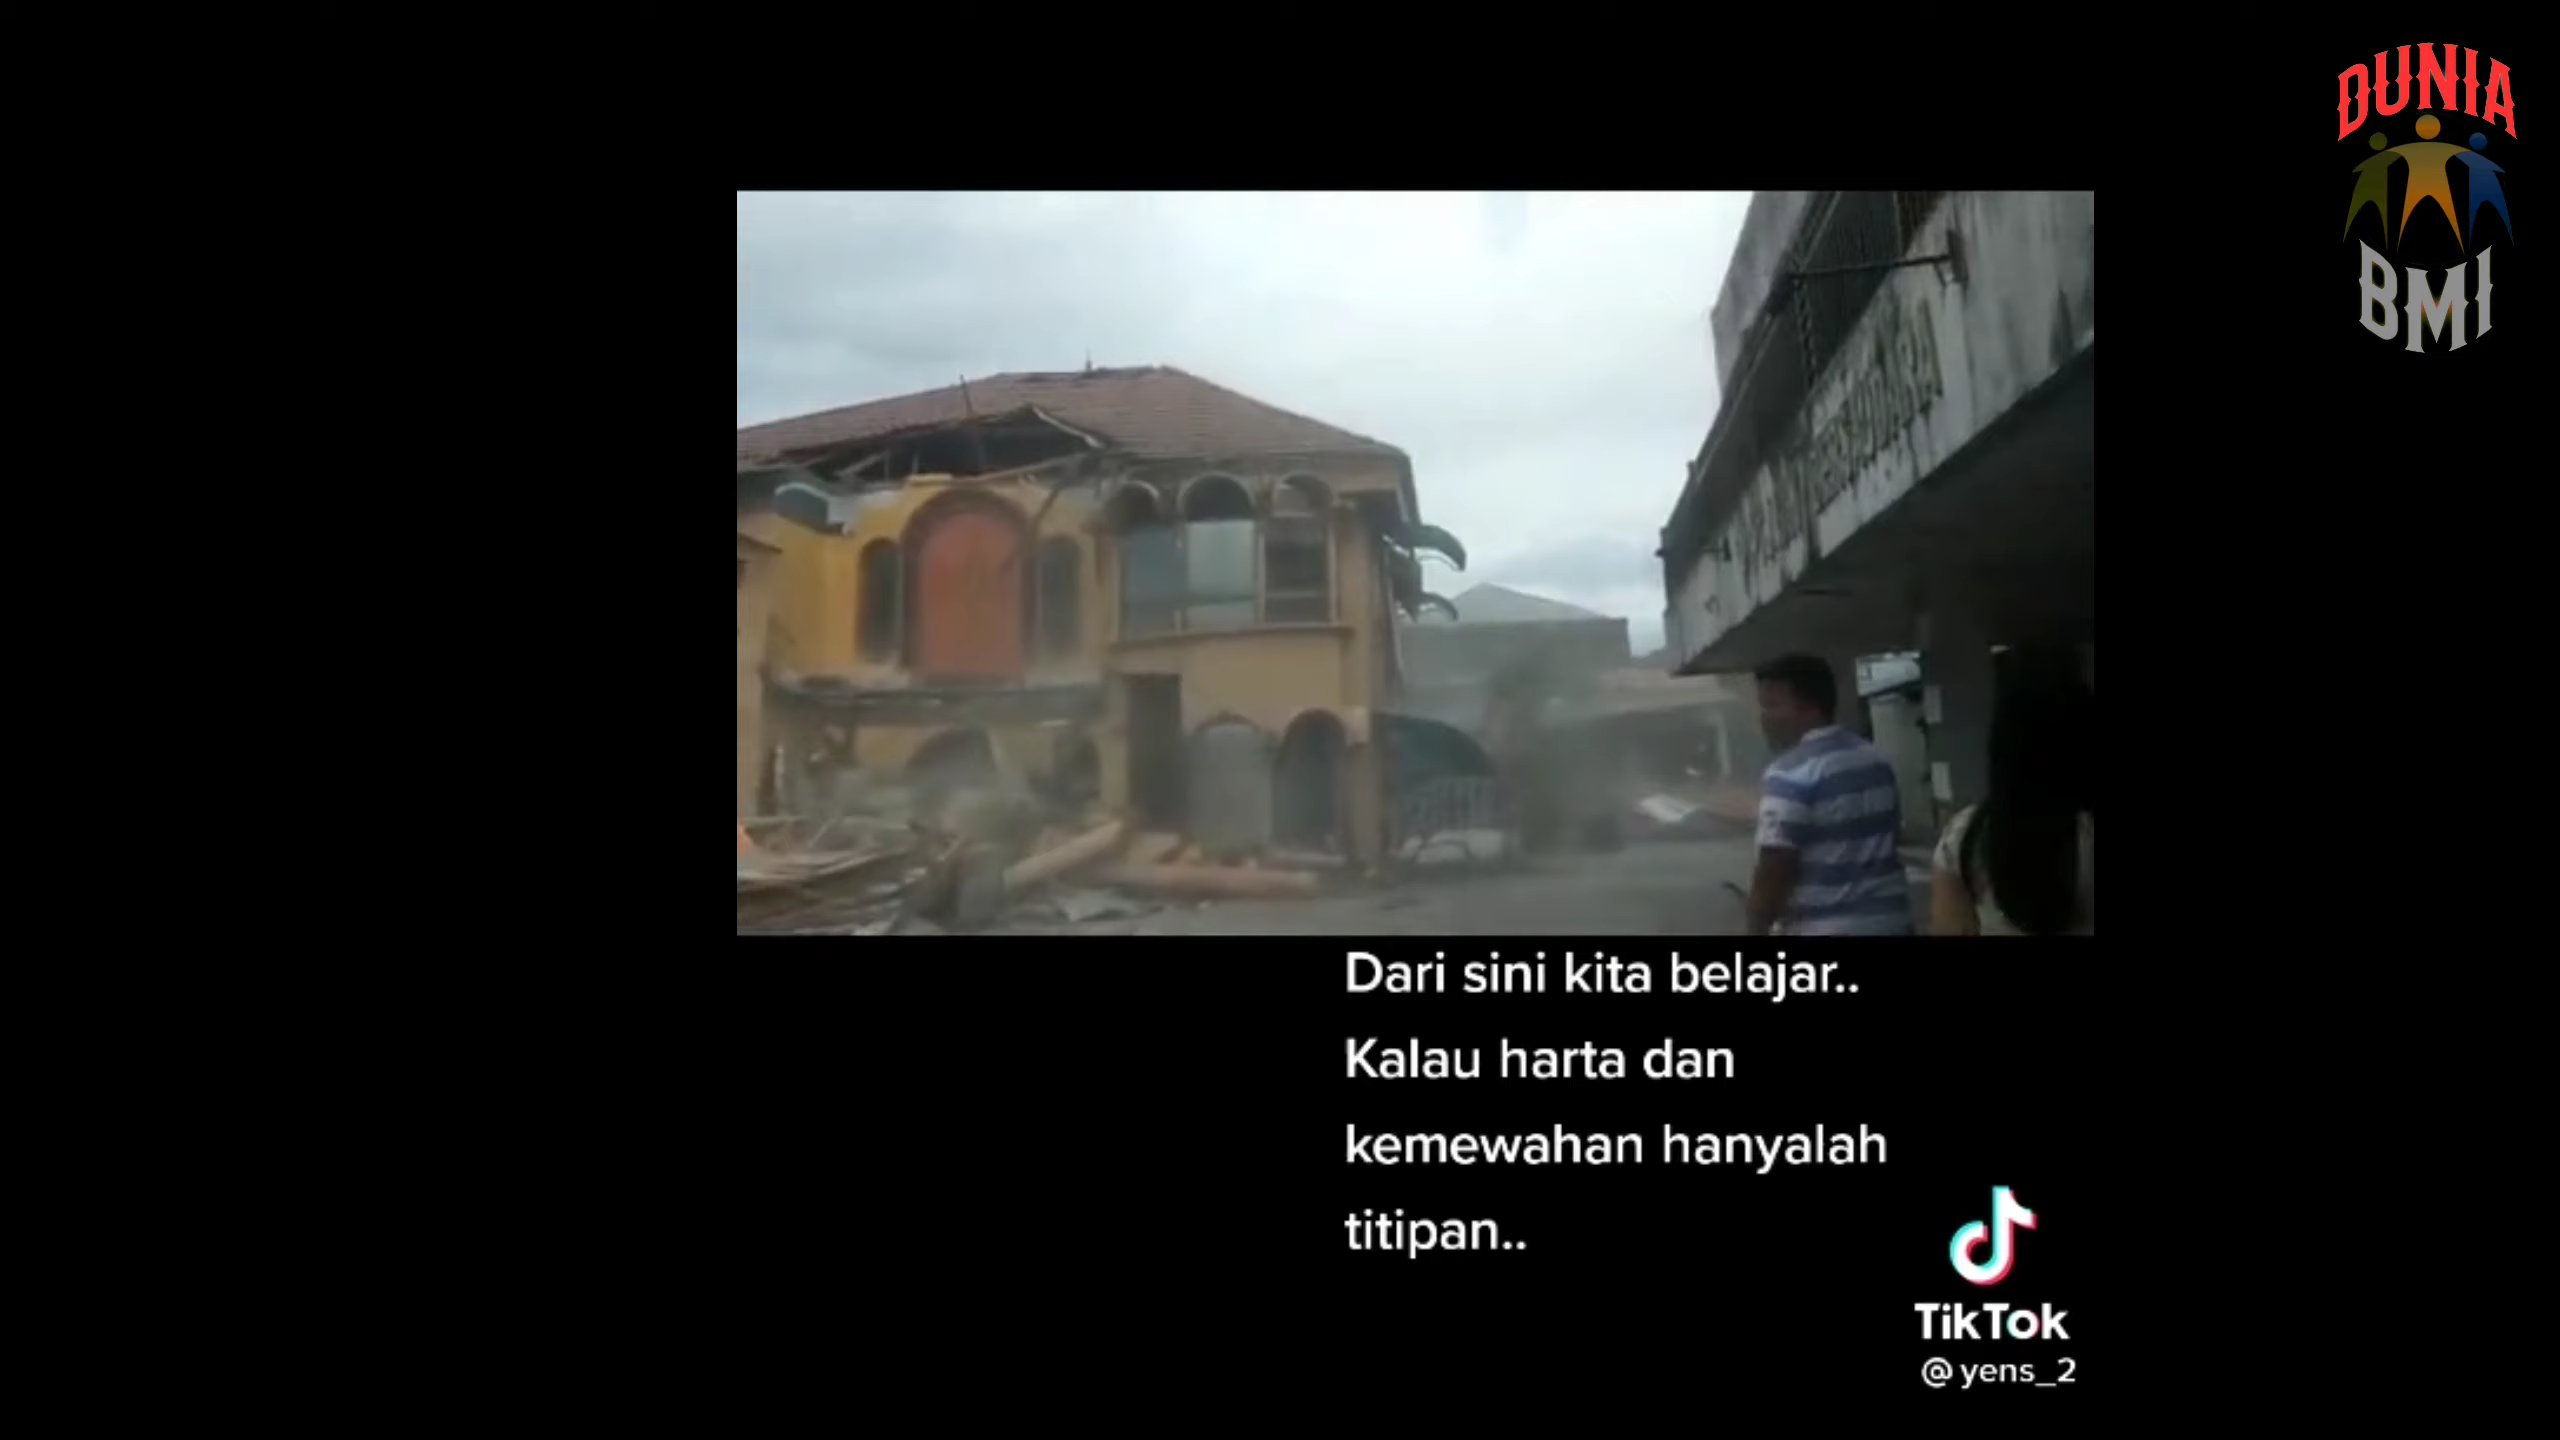 DUNIA
BMI
Dari sini kita belajar..
Kalau harta dan
kemewahan hanyalah
titipan..
TikTok
@yens_2